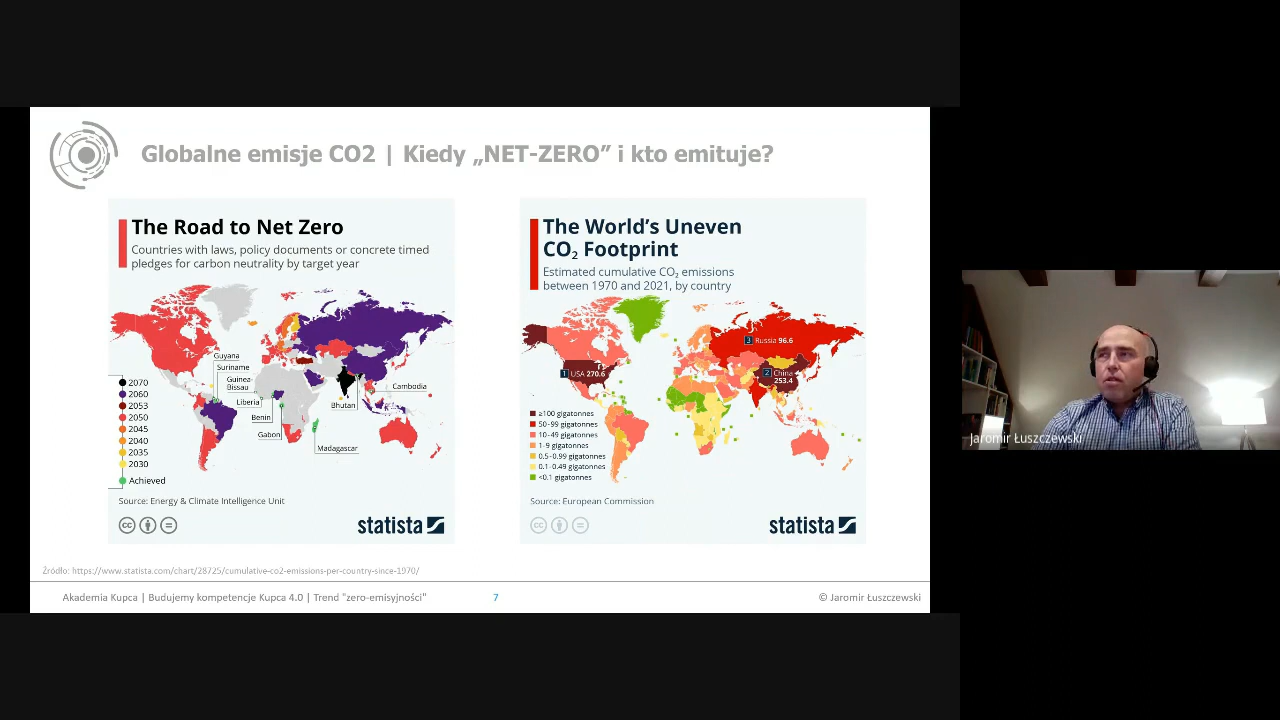 Globalne emisje CO2 | Kiedy „NET-ZERO” i kto emituje?
The Road to Net Zero
Countries with laws, policy documents or concrete timed
pledges for carbon neutrality by target year
Guyana
Suriname
Guinea-
Bissau
Liberia
Benin
Gabon
Bhutan
Cambodia
Madagascar
2070
2060
2053
2050
2045
2040
2035
2030
Achieved
Source: Energy & Climate Intelligence Unit
cc
statista
The World's Uneven
CO₂ Footprint
Estimated cumulative CO₂ emissions
between 1970 and 2021, by country
3 Russia 96.6
1 USA 270.6
2 China
253.4
≥100 gigatonnes
50-99 gigatonnes
10-49 gigatonnes
1-9 gigatonnes
0.5-0.99 gigatonnes
0.1-0.49 gigatonnes
<0.1 gigatonnes
Source: European Commission
cc
statista
Źródło: https://www.statista.com/chart/28725/cumulative-co2-emissions-per-country-since-1970/
Akademia Kupca | Budujemy kompetencje Kupca 4.0 | Trend "zero-emisyjności"
7
© Jaromir Łuszczewski
Jaromir Łuszczewski